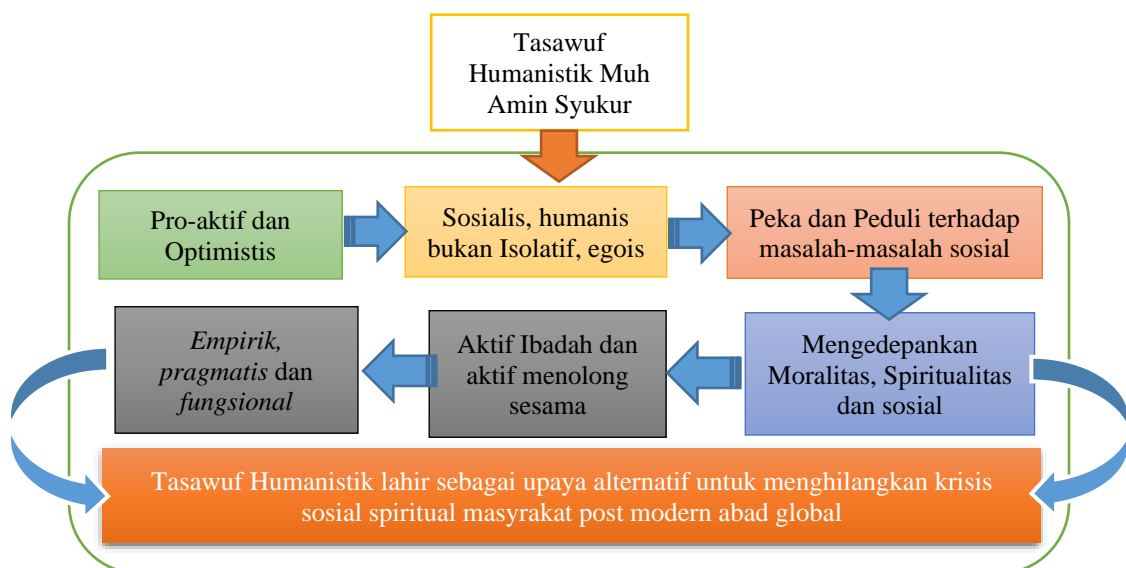 Tasawuf
Humanistik Muh
Amin Syukur
Pro-aktif dan
Optimistis
Sosialis, humanis
bukan Isolatif, egois
Peka dan Peduli terhadap
masalah-masalah sosial
Mengedepankan
Moralitas, Spiritualitas
dan sosial
Aktif Ibadah dan
aktif menolong
sesama
Empirik,
pragmatis dan
fungsional
Tasawuf Humanistik lahir sebagai upaya alternatif untuk menghilangkan krisis
sosial spiritual masyrakat post modern abad global